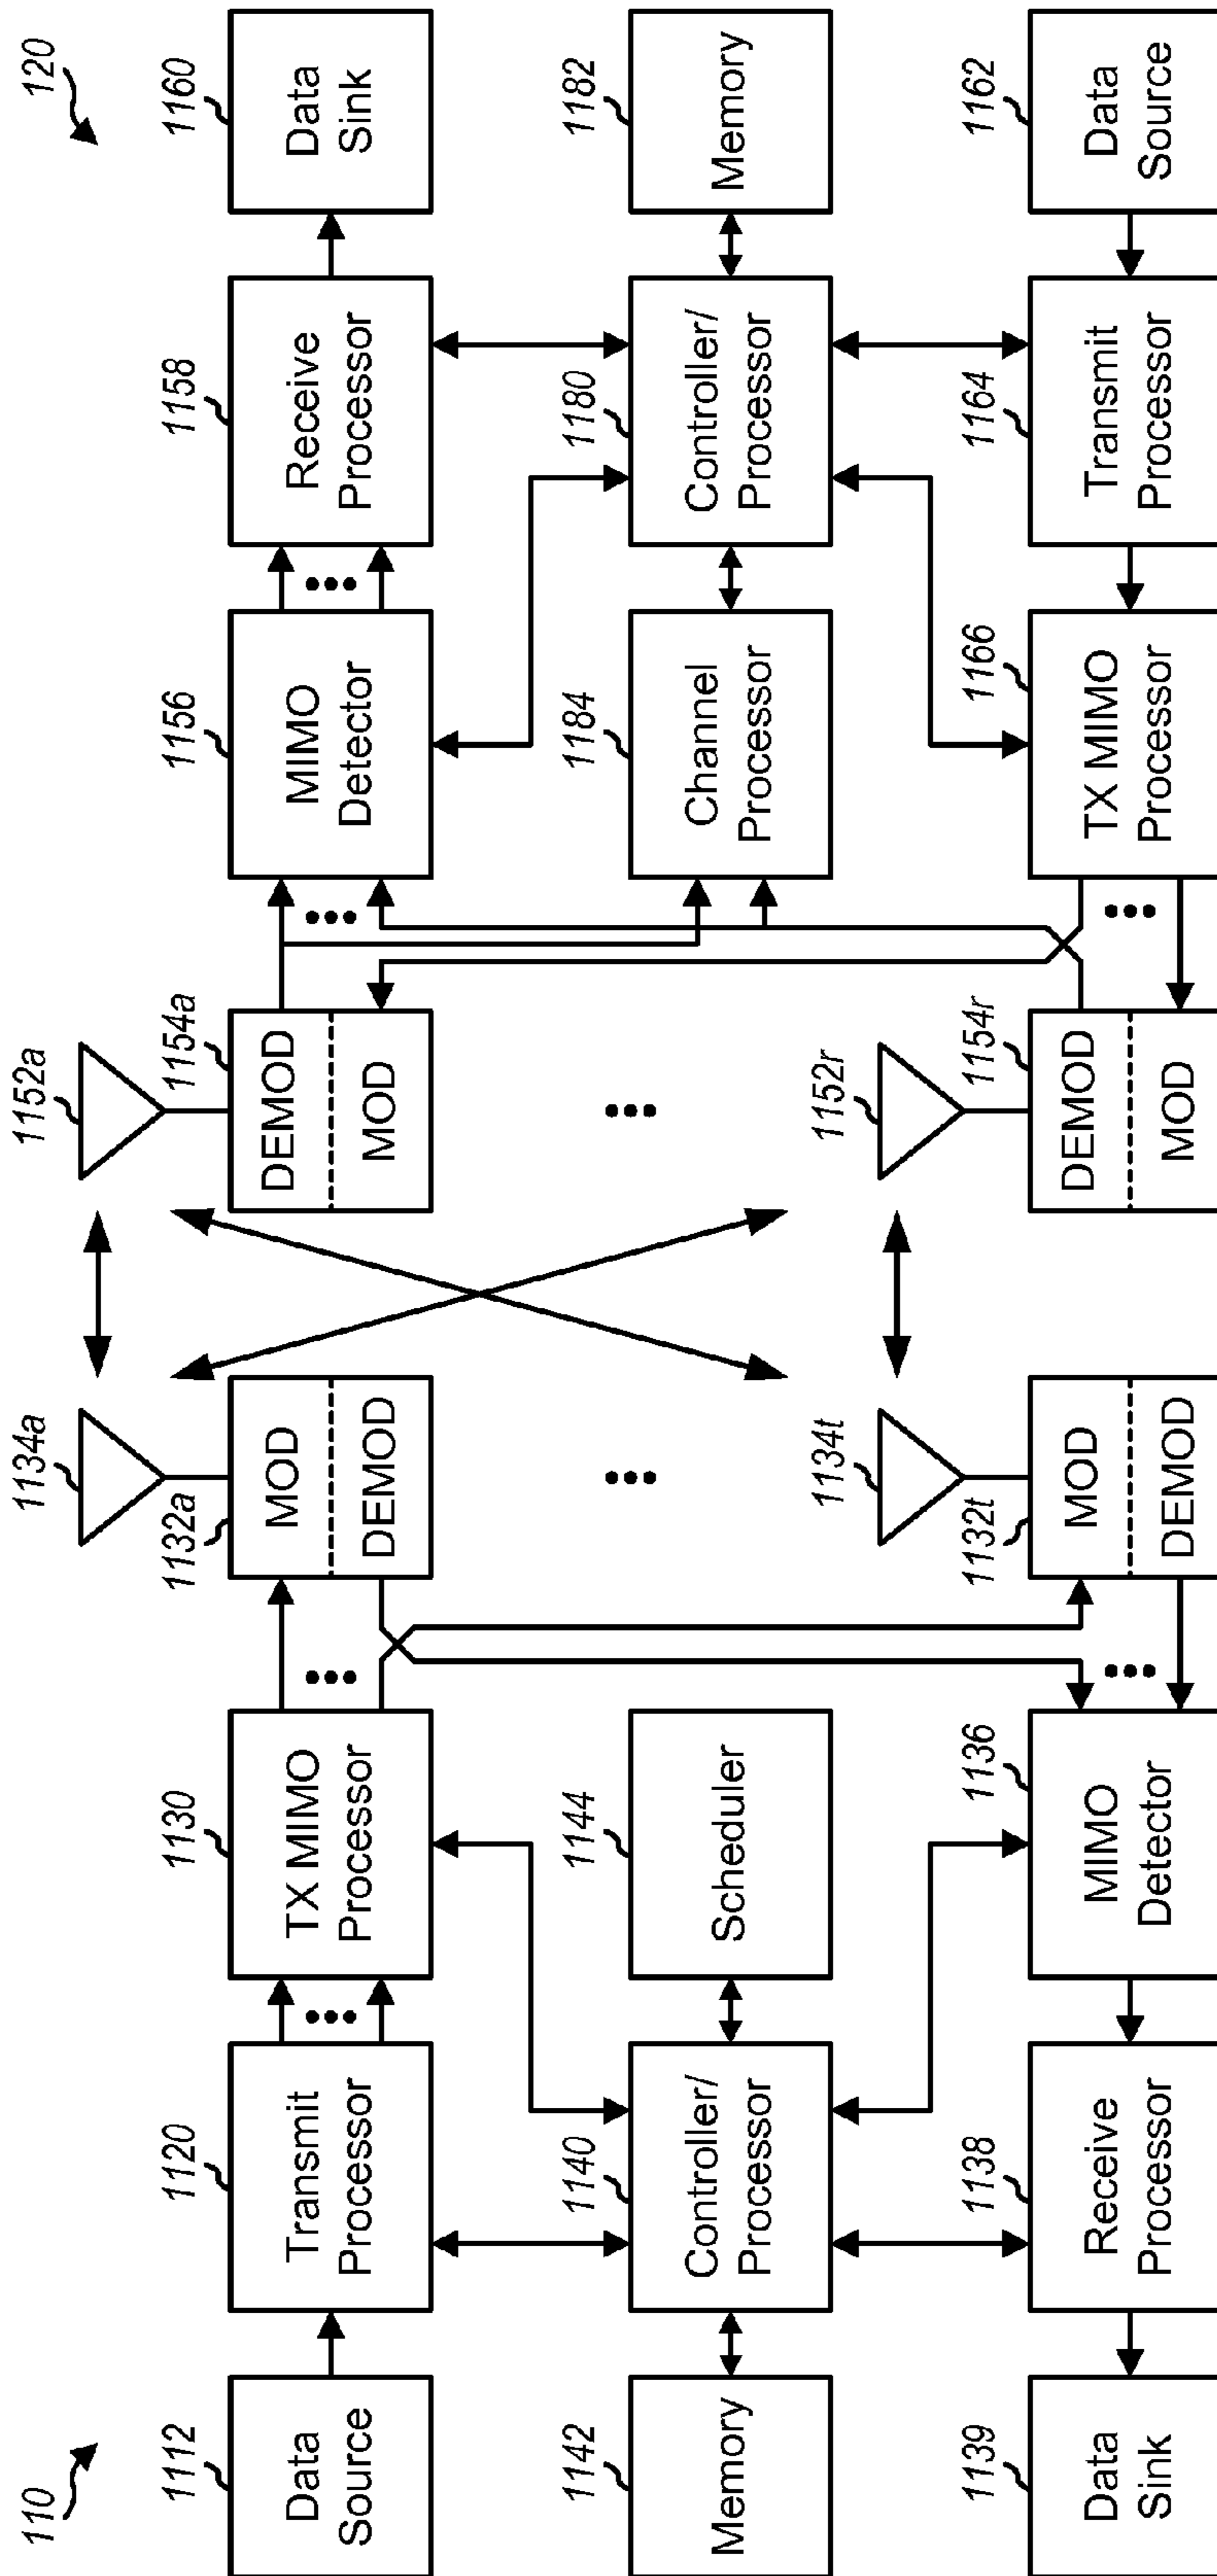 110
120
1112
Data
Source
1120
Transmit
Processor
1130
TX MIMO
Processor
1134a
1132a
MOD
DEMOD
1152a
1154a
DEMOD
MOD
1156
MIMO
Detector
1158
Receive
Processor
1160
Data
Sink
1142
Memory
1140
Controller/
Processor
1144
Scheduler
1184
Channel
Processor
1180
Controller/
Processor
1182
Memory
1139
Data
Sink
1138
Receive
Processor
1136
MIMO
Detector
1134t
1132t
MOD
DEMOD
1152r
1154r
DEMOD
MOD
1166
TX MIMO
Processor
1164
Transmit
Processor
1162
Data
Source